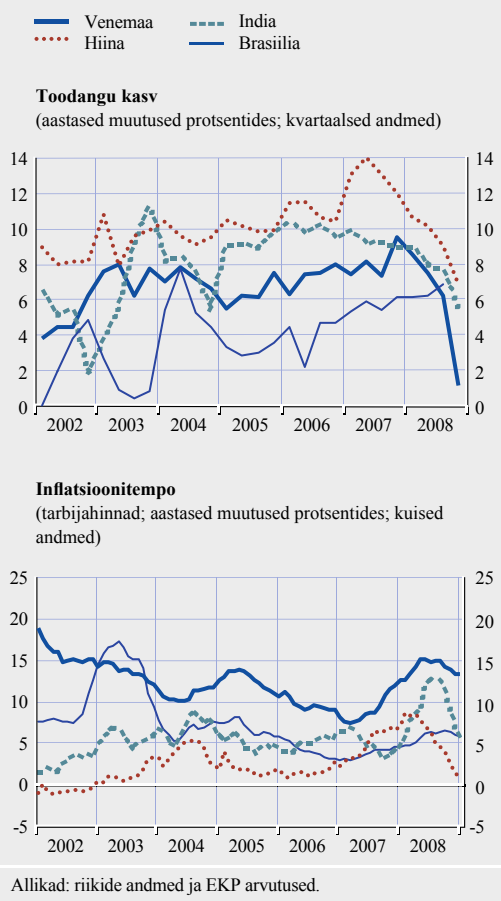 Venemaa India
Hiina Brasiilia
Toodangu kasv
(aastased muutused protsentides; kvartaalsed andmed)
14 14
12 12
10 10
8 8
6 6
4 4
2 2
0 0
2002 2003 2004 2005 2006 2007 2008
Inflatsioonitempo
(tarbijahinnad; aastased muutused protsentides; kuised
andmed)
25 25
20 20
15 15
10 10
5 5
0 0
-5 -5
2002 2003 2004 2005 2006 2007 2008
Allikad: riikide andmed ja EKP arvutused.